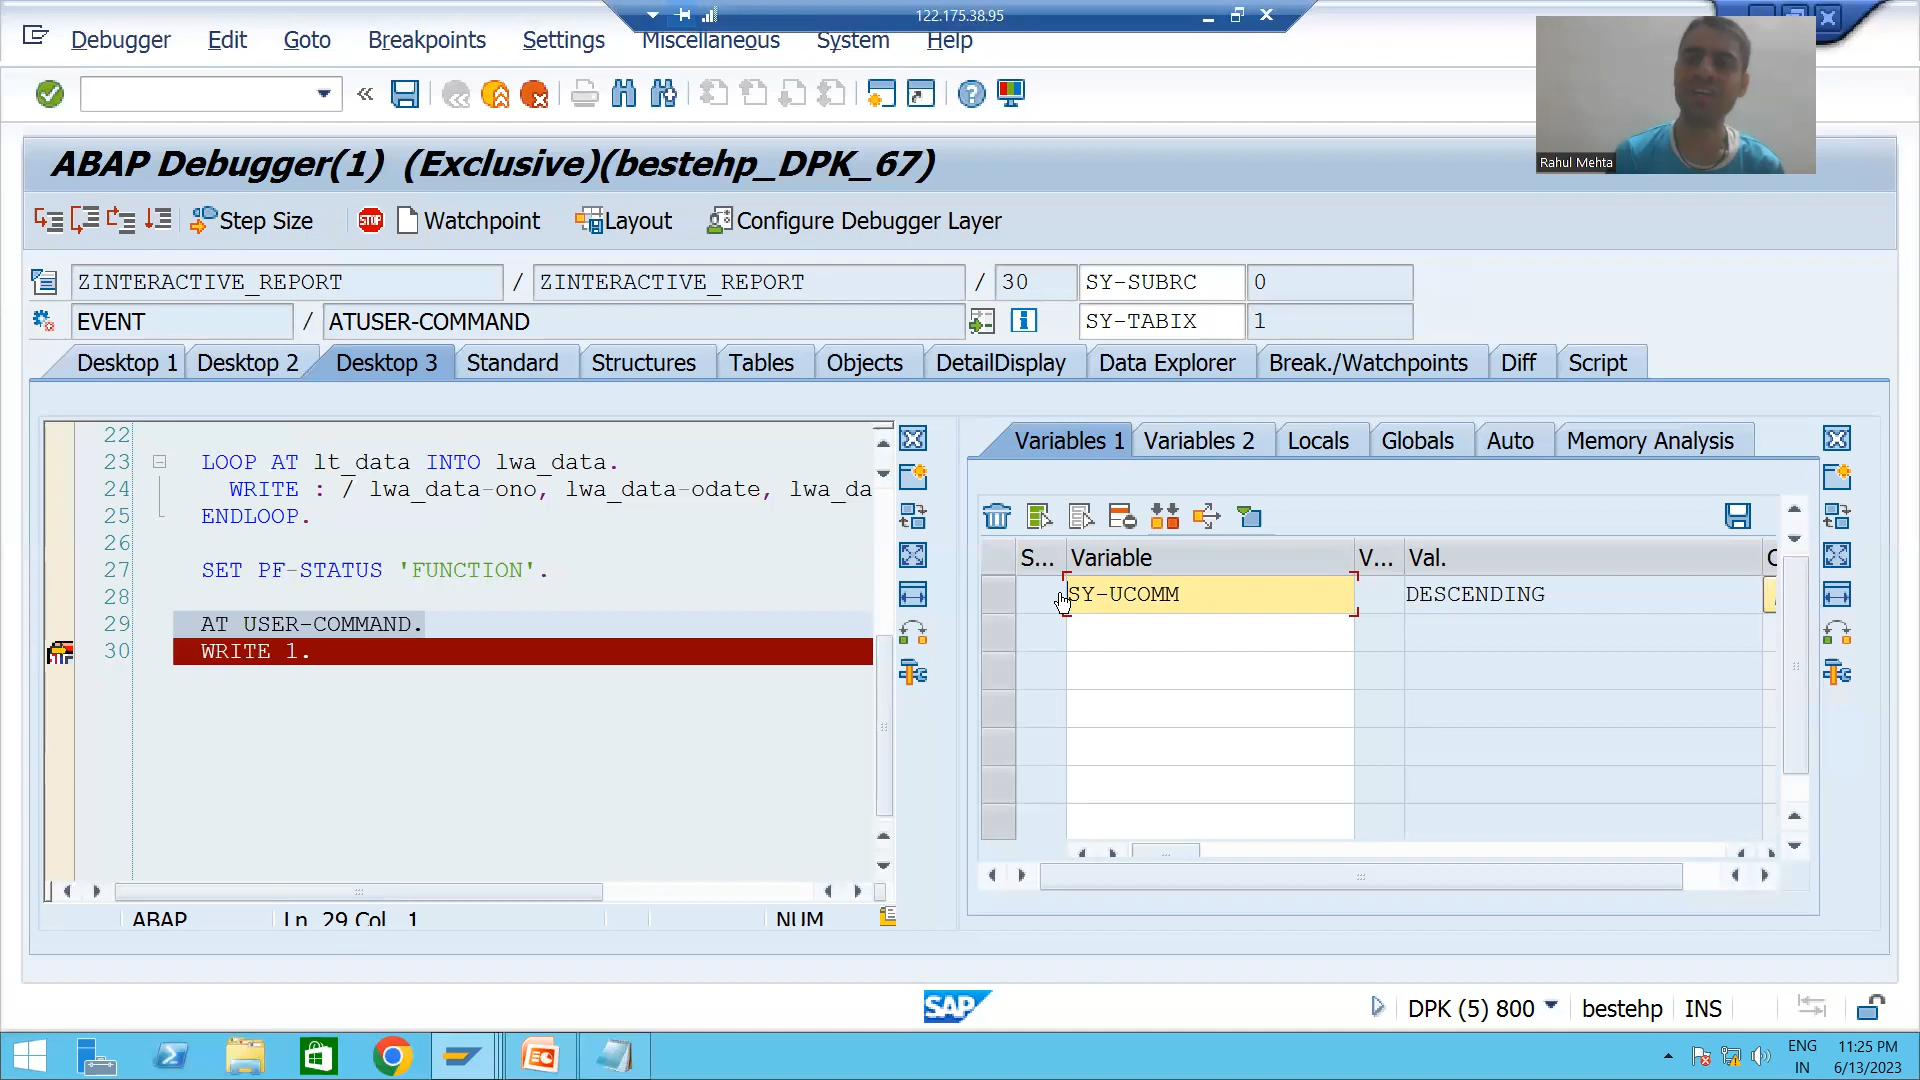 122.175.38.95
Debugger Edit Goto Breakpoints Settings Miscellaneous System Help
Rahul Mehta
ABAP Debugger(1) (Exclusive)(bestehp_DPK_67)
Step Size STOP Watchpoint Layout Configure Debugger Layer
ZINTERACTIVE_REPORT / ZINTERACTIVE_REPORT / 30 SY-SUBRC 0
EVENT / ATUSER-COMMAND SY-TABIX 1
Desktop 1 Desktop 2 Desktop 3 Standard Structures Tables Objects DetailDisplay Data Explorer Break./Watchpoints Diff Script
Variables 1 Variables 2 Locals Globals Auto Memory Analysis
22
23 LOOP AT lt_data INTO lwa_data.
24 WRITE : / lwa_data-ono, lwa_data-odate, lwa_da
25 ENDLOOP.
26
27 SET PF-STATUS 'FUNCTION'.
28
29 AT USER-COMMAND.
30 WRITE 1.
S... Variable V... Val. C
SY-UCOMM DESCENDING
ABAP Ln 29 Col 1 NUM
SAP
DPK (5) 800 bestehp INS
ENG 11:25 PM
IN 6/13/2023